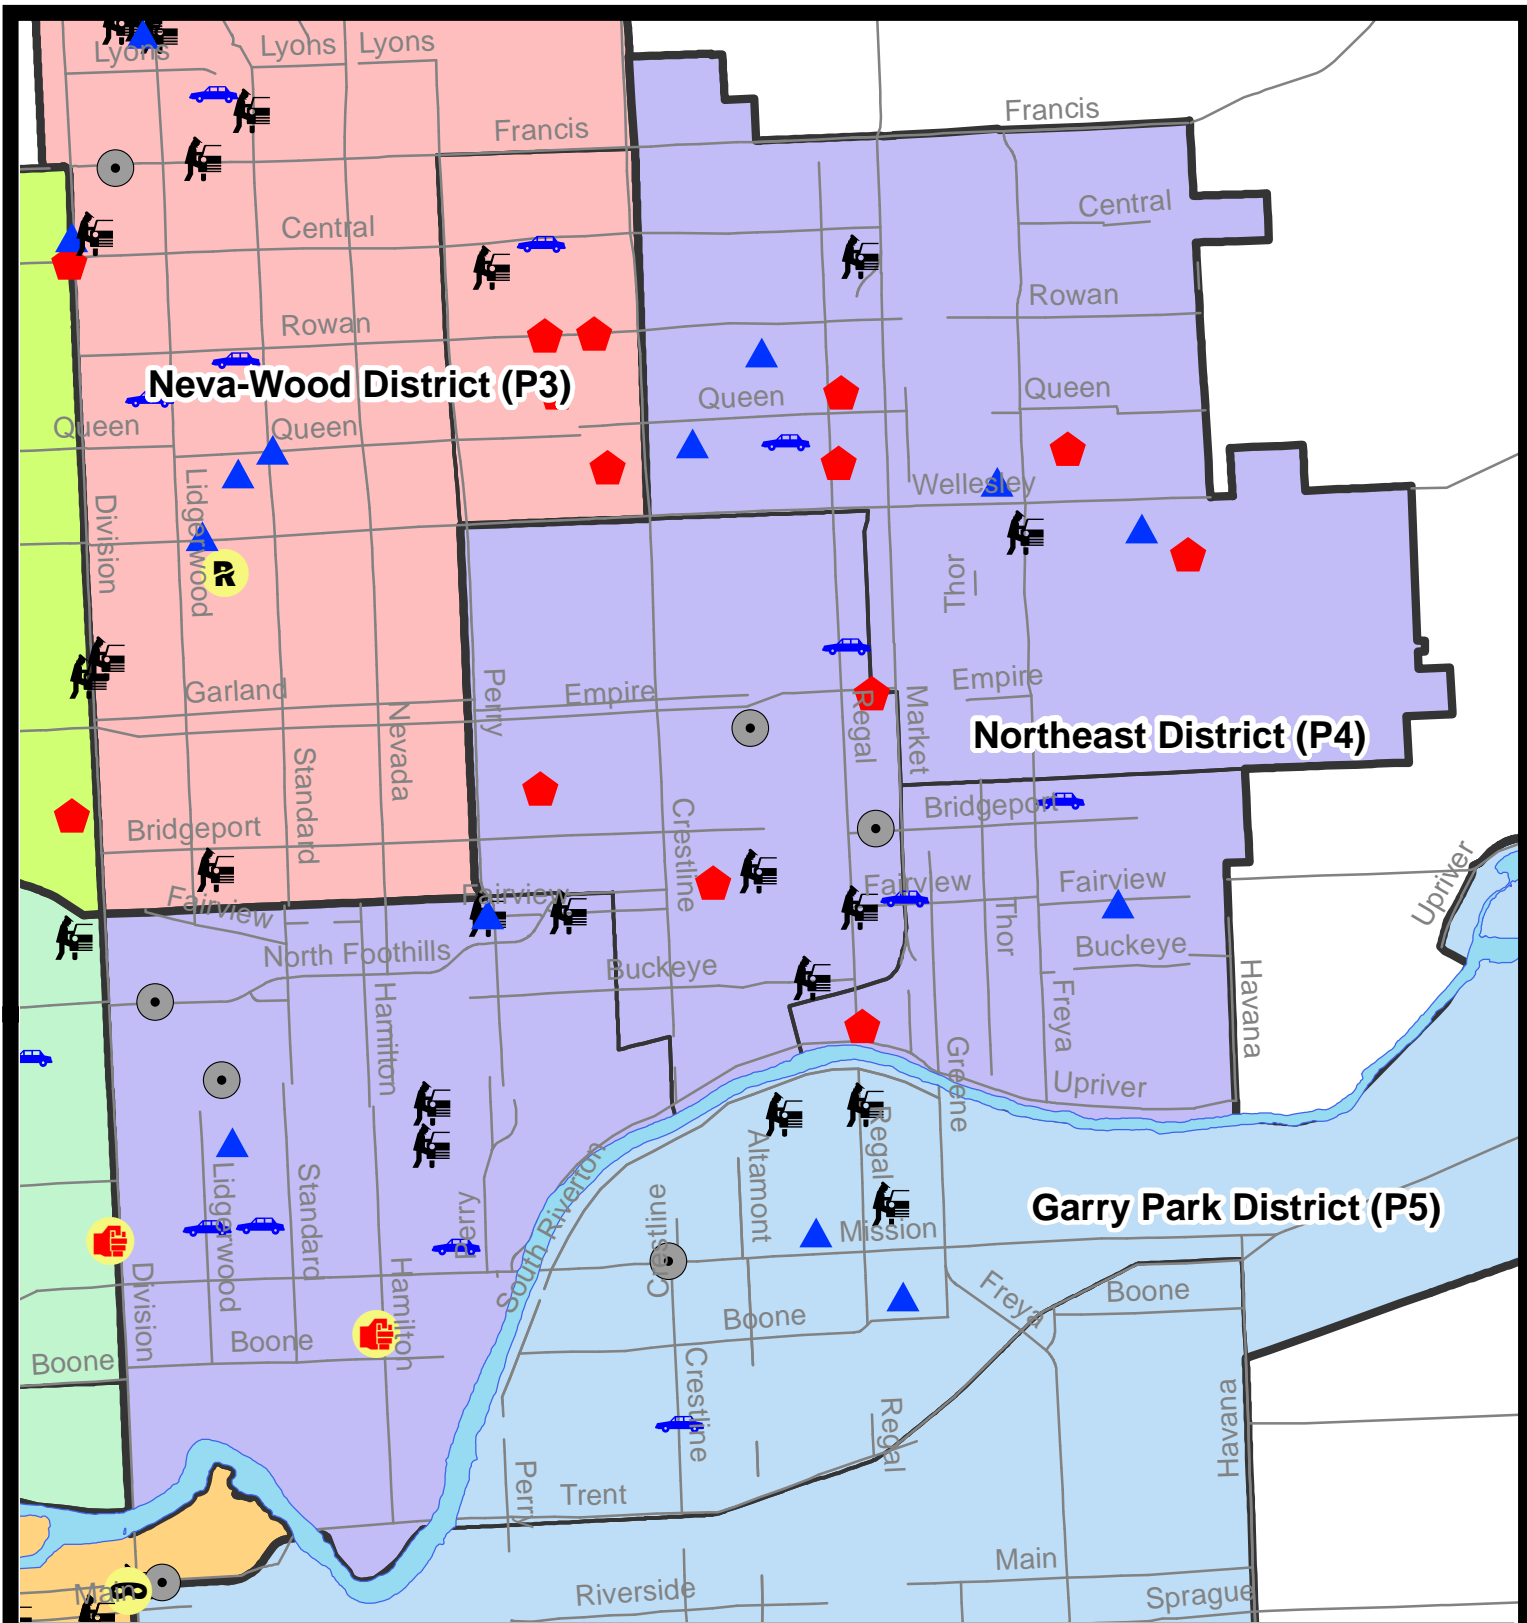 Lyons
Lyons
Lyons
Francis
Francis
Central
Central
Rowan
Rowan
Neva-Wood District (P3)
Queen
Queen
Queen
Queen
Wellesley
Division
Lidgerwood
Thor
Garland
Empire
Empire
Perry
Nevada
Regal
Market
Northeast District (P4)
Standard
Bridgeport
Bridgeport
Crestline
Fairview
Fairview
Fairview
Fairview
Upriver
Thor
North Foothills
Buckeye
Buckeye
Hamilton
Freya
Havana
Greene
Upriver
Regal
Altamont
Lidgerwood
Standard
Perry
South Riverton
Crestline
Mission
Garry Park District (P5)
Division
Hamilton
Freya
Boone
Boone
Boone
Boone
Crestline
Regal
Havana
Perry
Trent
Main
Main
Riverside
Sprague
R